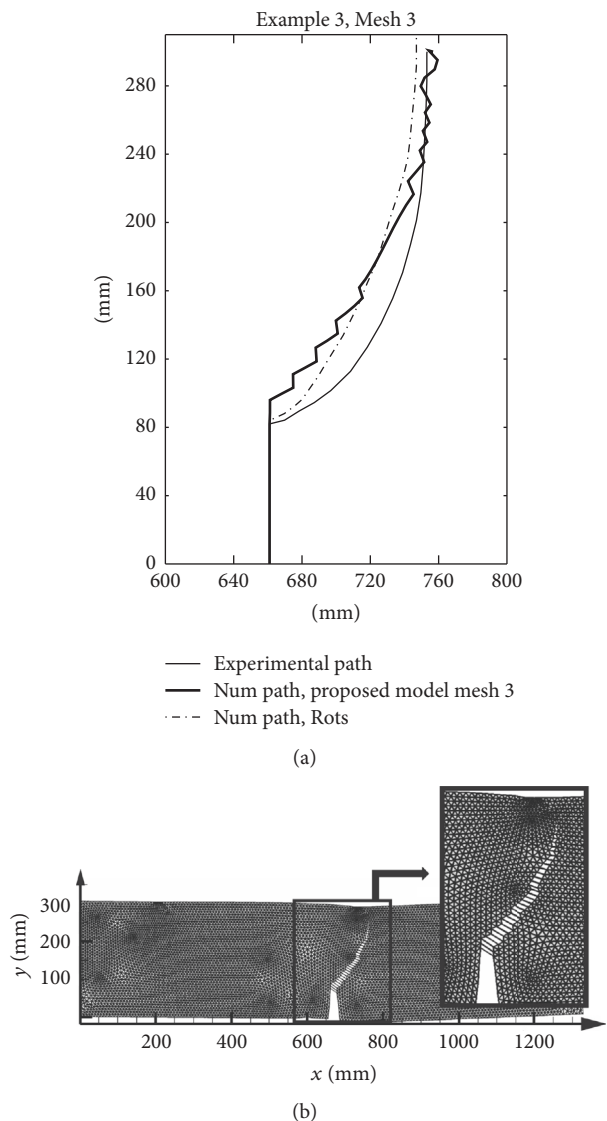 Example 3, Mesh 3
280
240
200
160
120
80
40
0
(mm)
600 640 680 720 760 800
(mm)
Experimental path
Num path, proposed model mesh 3
Num path, Rots
(a)
300
200
100
y (mm)
200 400 600 800 1000 1200
x (mm)
(b)